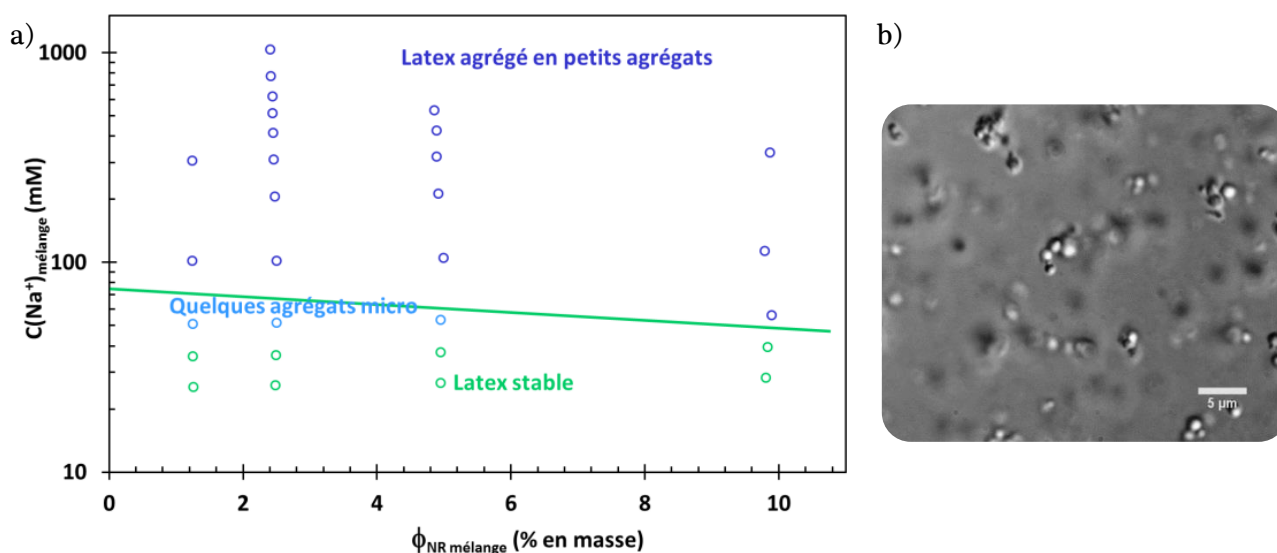 a)
b)
1000
100
10
C(Na⁺)mélange (mM)
Latex agrégé en petits agrégats
Quelques agrégats micro
Latex stable
0 2 4 6 8 10
ϕNR mélange (% en masse)
5 µm